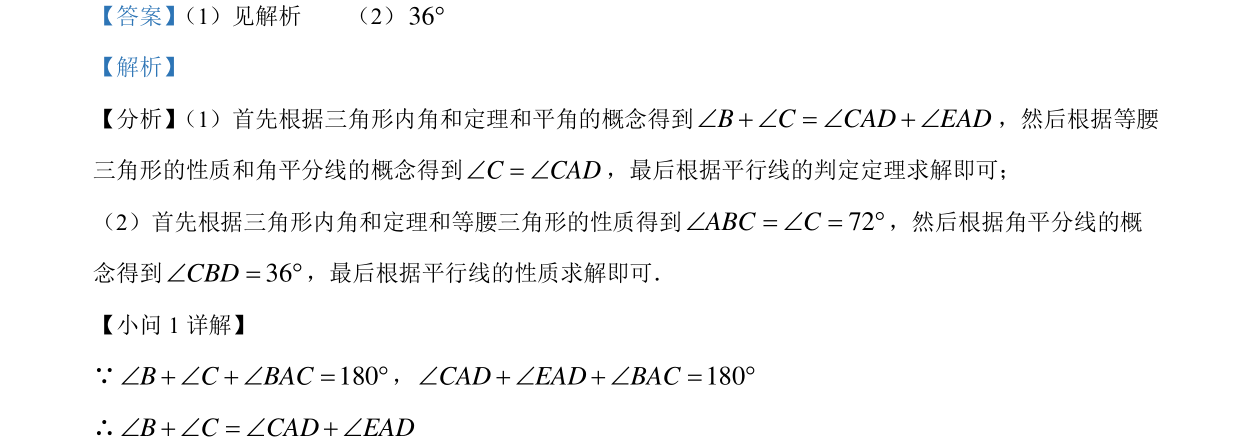 【答案】（1）见解析　　（2）36°
【解析】
【分析】（1）首先根据三角形内角和定理和平角的概念得到∠B+∠C=∠CAD+∠EAD，然后根据等腰
三角形的性质和角平分线的概念得到∠C=∠CAD，最后根据平行线的判定定理求解即可；
（2）首先根据三角形内角和定理和等腰三角形的性质得到∠ABC=∠C=72°，然后根据角平分线的概
念得到∠CBD=36°，最后根据平行线的性质求解即可．
【小问 1 详解】
∵∠B+∠C+∠BAC=180°，∠CAD+∠EAD+∠BAC=180°
∴∠B+∠C=∠CAD+∠EAD